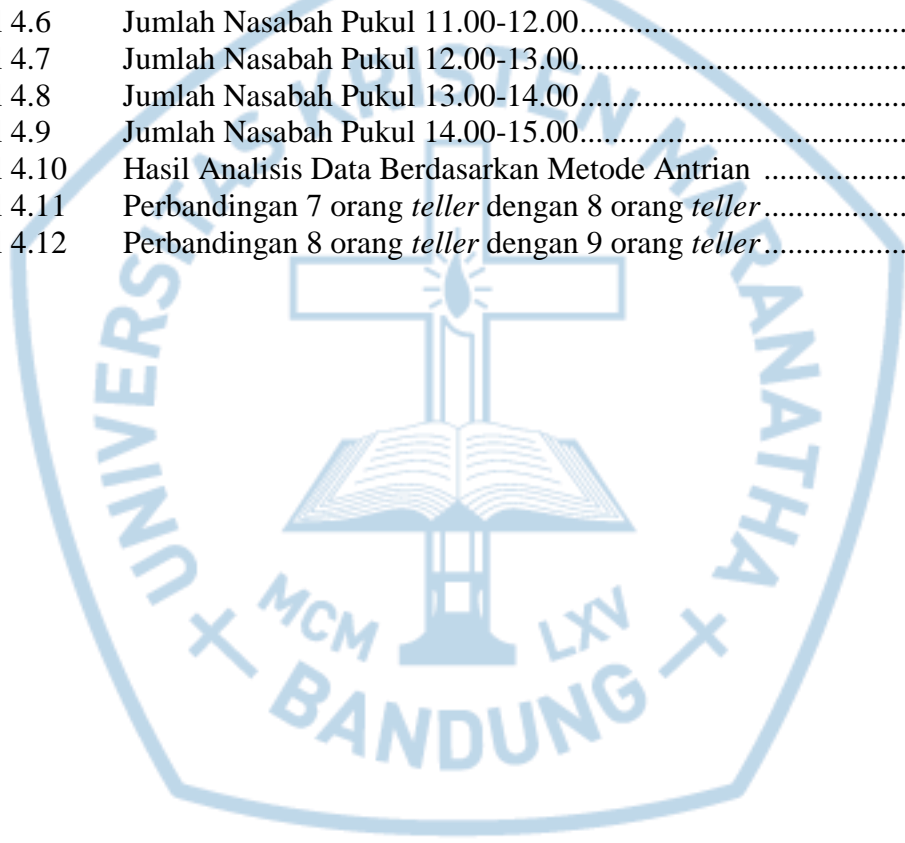 4.6 Jumlah Nasabah Pukul 11.00-12.00........................................
4.7 Jumlah Nasabah Pukul 12.00-13.00........................................
4.8 Jumlah Nasabah Pukul 13.00-14.00........................................
4.9 Jumlah Nasabah Pukul 14.00-15.00........................................
4.10 Hasil Analisis Data Berdasarkan Metode Antrian ..................
4.11 Perbandingan 7 orang teller dengan 8 orang teller..................
4.12 Perbandingan 8 orang teller dengan 9 orang teller..................
UNIVERSITAS KRISTEN MARANATHA
MCM LXV
BANDUNG